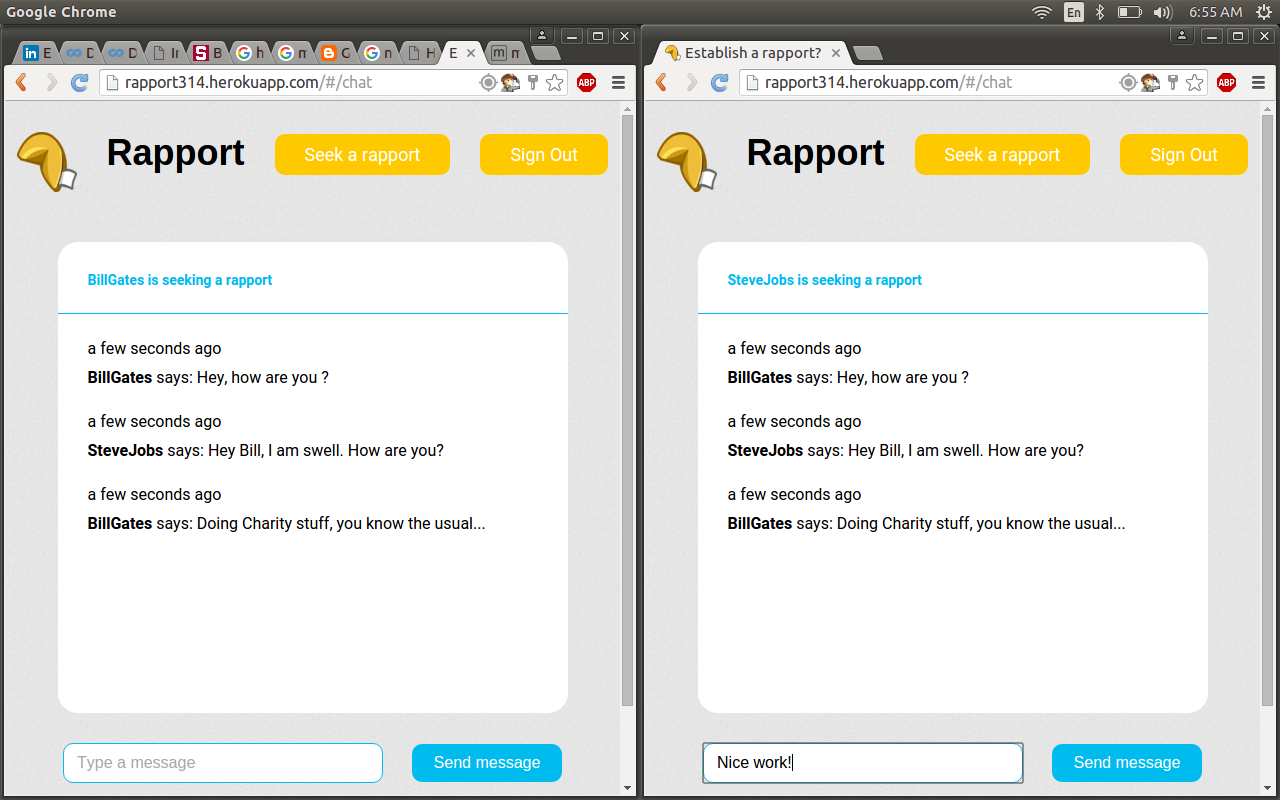 Google Chrome
En
6:55 AM
E
D
D
In
S B
G h
G m
G
G n
H
E
m n
Establish a rapport?
rapport314.herokuapp.com/#/chat
ABP
rapport314.herokuapp.com/#/chat
ABP
Rapport
Seek a rapport
Sign Out
BillGates is seeking a rapport
a few seconds ago
BillGates says: Hey, how are you ?
a few seconds ago
SteveJobs says: Hey Bill, I am swell. How are you?
a few seconds ago
BillGates says: Doing Charity stuff, you know the usual...
Type a message
Send message
Rapport
Seek a rapport
Sign Out
SteveJobs is seeking a rapport
a few seconds ago
BillGates says: Hey, how are you ?
a few seconds ago
SteveJobs says: Hey Bill, I am swell. How are you?
a few seconds ago
BillGates says: Doing Charity stuff, you know the usual...
Nice work!
Send message